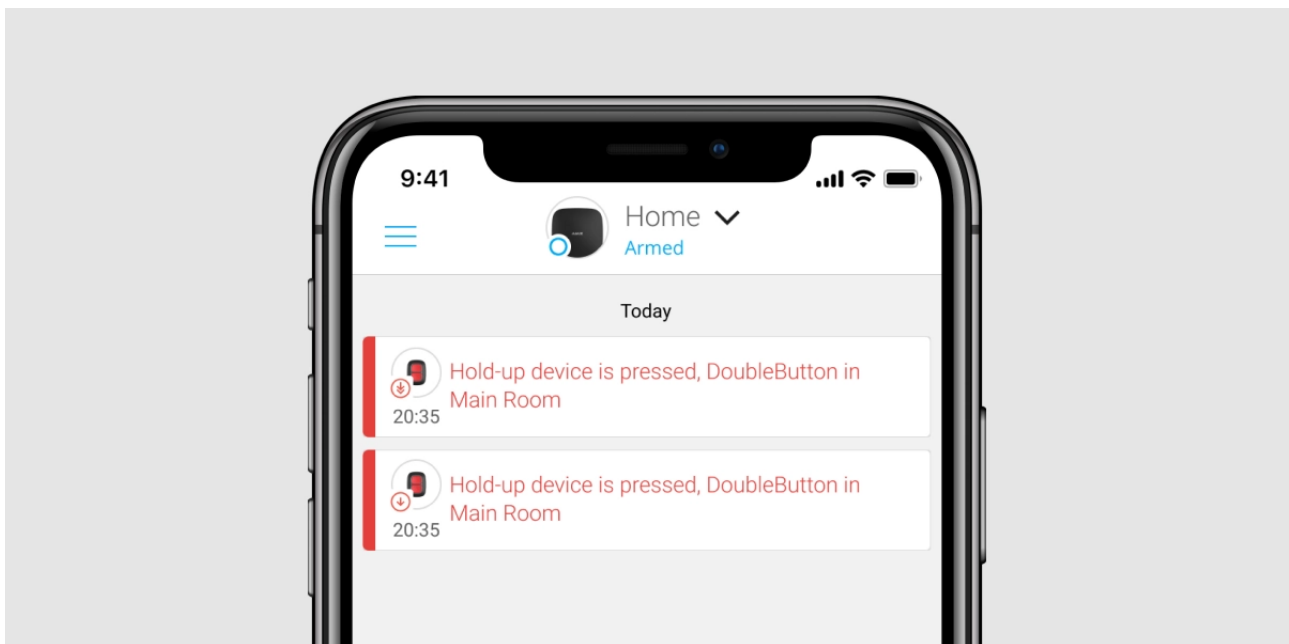 9:41
Home
Armed
Today
Hold-up device is pressed, DoubleButton in
Main Room
20:35
Hold-up device is pressed, DoubleButton in
Main Room
20:35